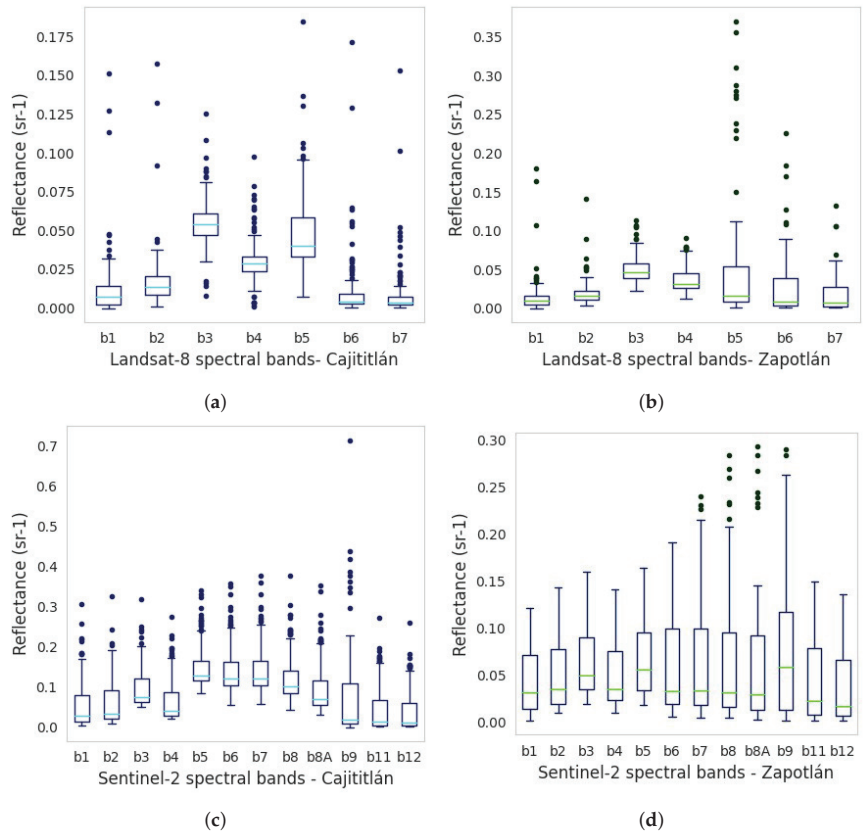 0.175
0.150
0.125
0.100
0.075
0.050
0.025
0.000
Reflectance (sr-1)
b1 b2 b3 b4 b5 b6 b7
Landsat-8 spectral bands- Cajititlán
(a)
0.35
0.30
0.25
0.20
0.15
0.10
0.05
0.00
Reflectance (sr-1)
b1 b2 b3 b4 b5 b6 b7
Landsat-8 spectral bands- Zapotlán
(b)
0.7
0.6
0.5
0.4
0.3
0.2
0.1
0.0
Reflectance (sr-1)
b1 b2 b3 b4 b5 b6 b7 b8 b8A b9 b11 b12
Sentinel-2 spectral bands - Cajititlán
(c)
0.30
0.25
0.20
0.15
0.10
0.05
0.00
Reflectance (sr-1)
b1 b2 b3 b4 b5 b6 b7 b8 b8A b9 b11 b12
Sentinel-2 spectral bands - Zapotlán
(d)